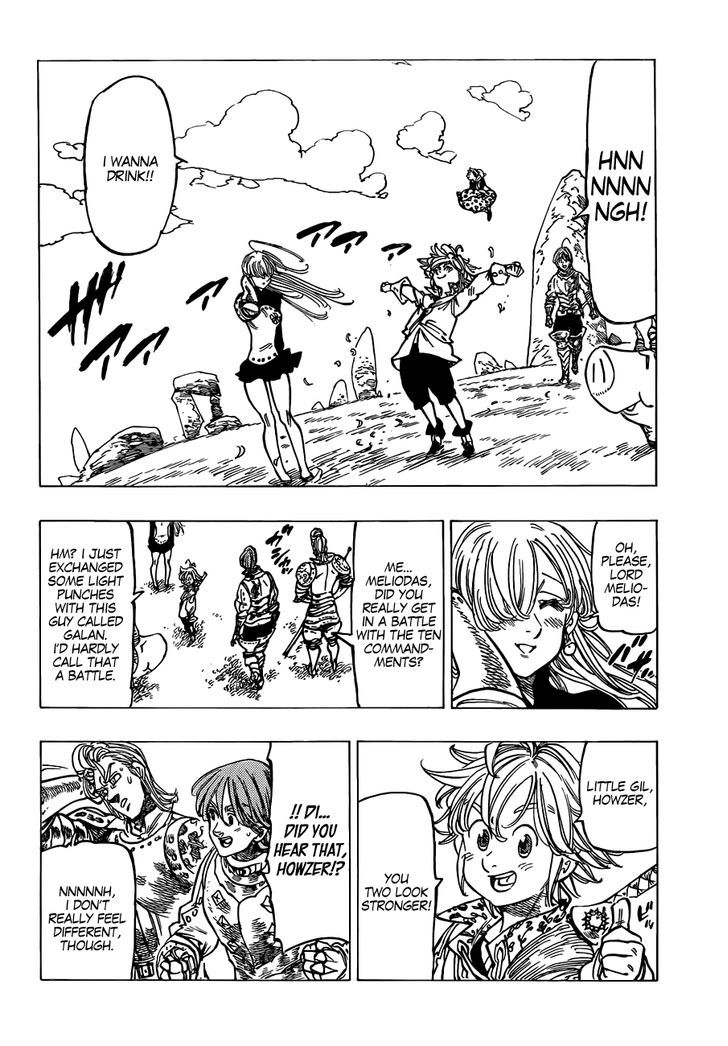 HNN
NNNN
NGH!
I WANNA
DRINK!!
OH,
PLEASE,
LORD
MELIO-
DAS!
ME...
MELIODAS,
DID YOU
REALLY GET
IN A BATTLE
WITH THE TEN
COMMAND-
MENTS?
HM? I JUST
EXCHANGED
SOME LIGHT
PUNCHES
WITH THIS
GUY CALLED
GALAN.
I'D HARDLY
CALL THAT
A BATTLE.
LITTLE GIL,
HOWZER,
YOU
TWO LOOK
STRONGER!
!! DI...
DID YOU
HEAR THAT,
HOWZER!?
NNNNNH,
I DON'T
REALLY FEEL
DIFFERENT,
THOUGH.